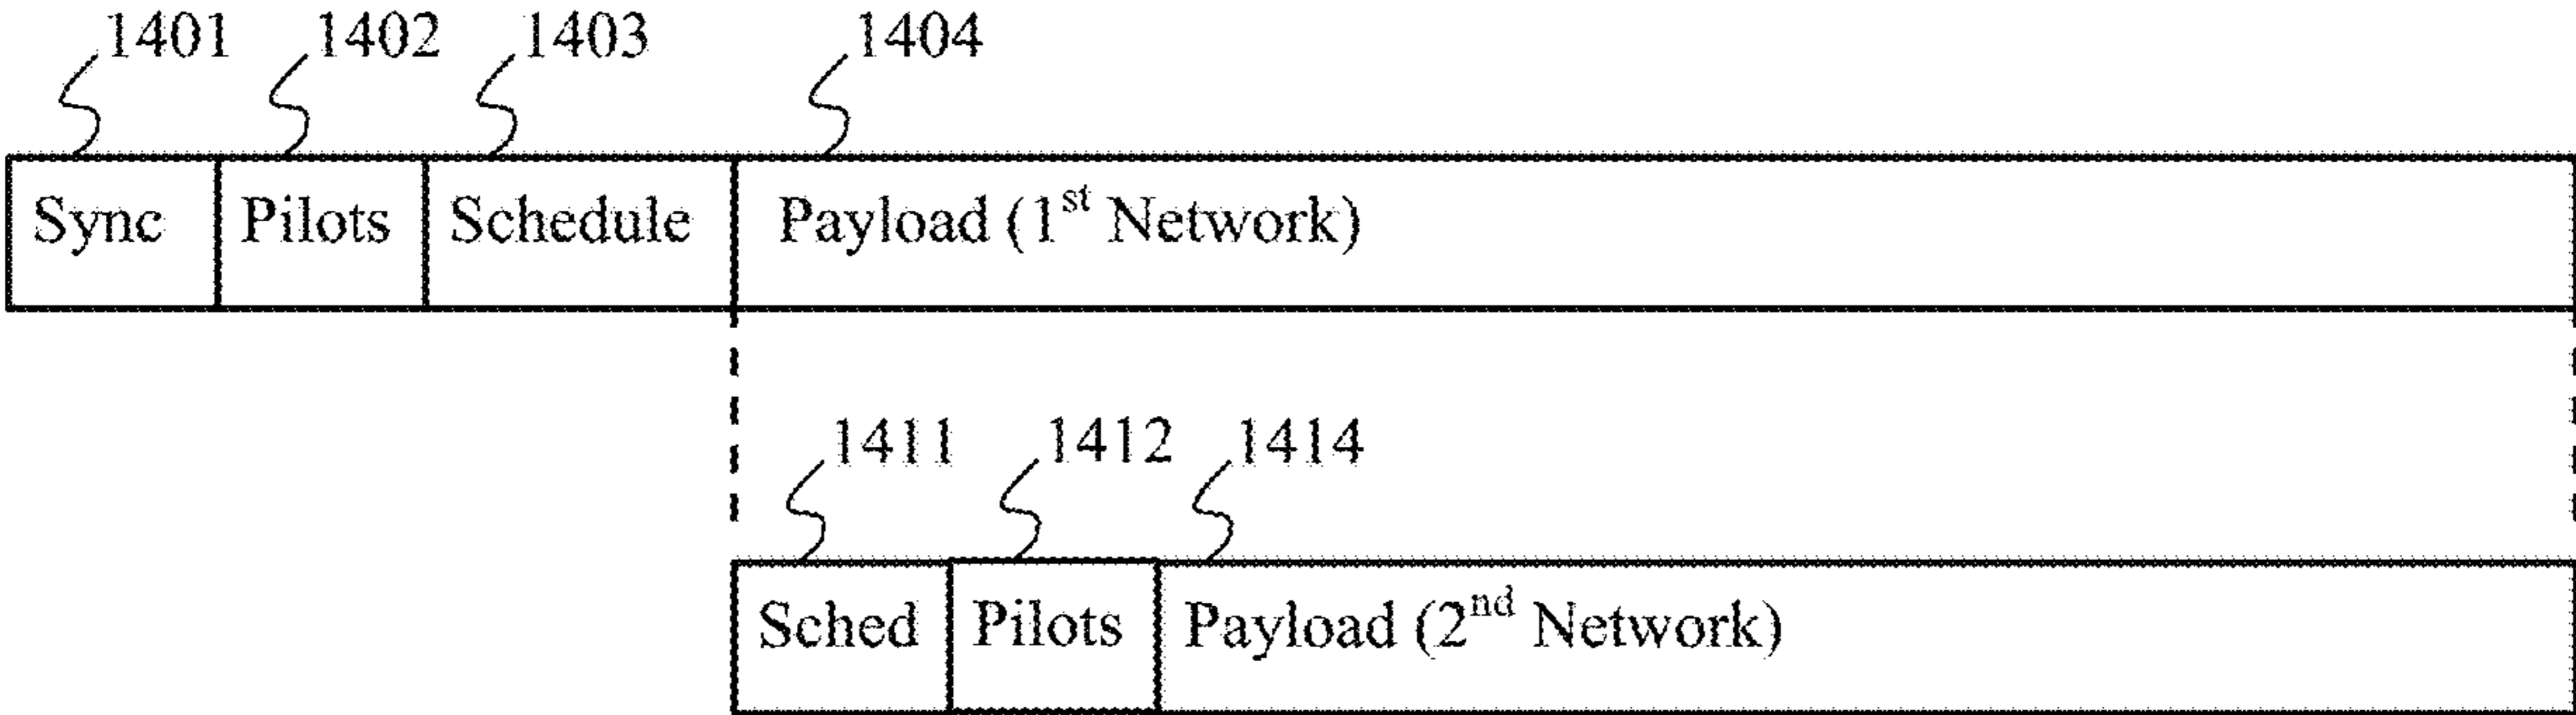 1401 1402 1403 1404
Sync Pilots Schedule Payload (1st Network)
1411 1412 1414
Sched Pilots Payload (2nd Network)